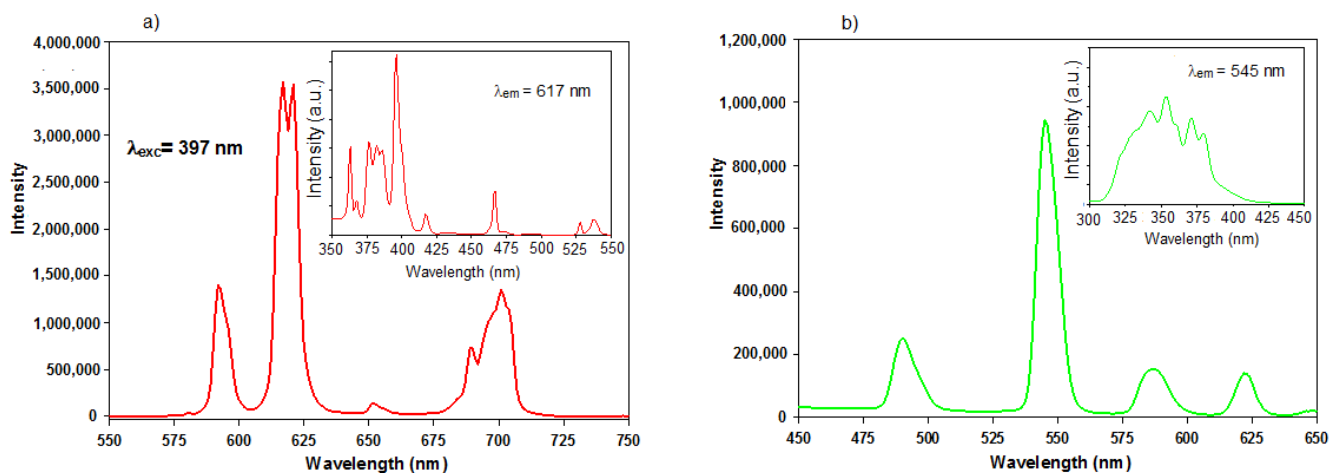 a)
4,000,000
3,500,000
3,000,000
2,500,000
2,000,000
1,500,000
1,000,000
500,000
0
Intensity
λexc= 397 nm
550 575 600 625 650 675 700 725 750
Wavelength (nm)
Intensity (a.u.)
λem = 617 nm
350 375 400 425 450 475 500 525 550
Wavelength (nm)
b)
1,200,000
1,000,000
800,000
600,000
400,000
200,000
0
Intensity
450 475 500 525 550 575 600 625 650
Wavelength (nm)
Intensity (a.u.)
λem = 545 nm
300 325 350 375 400 425 450
Wavelength (nm)